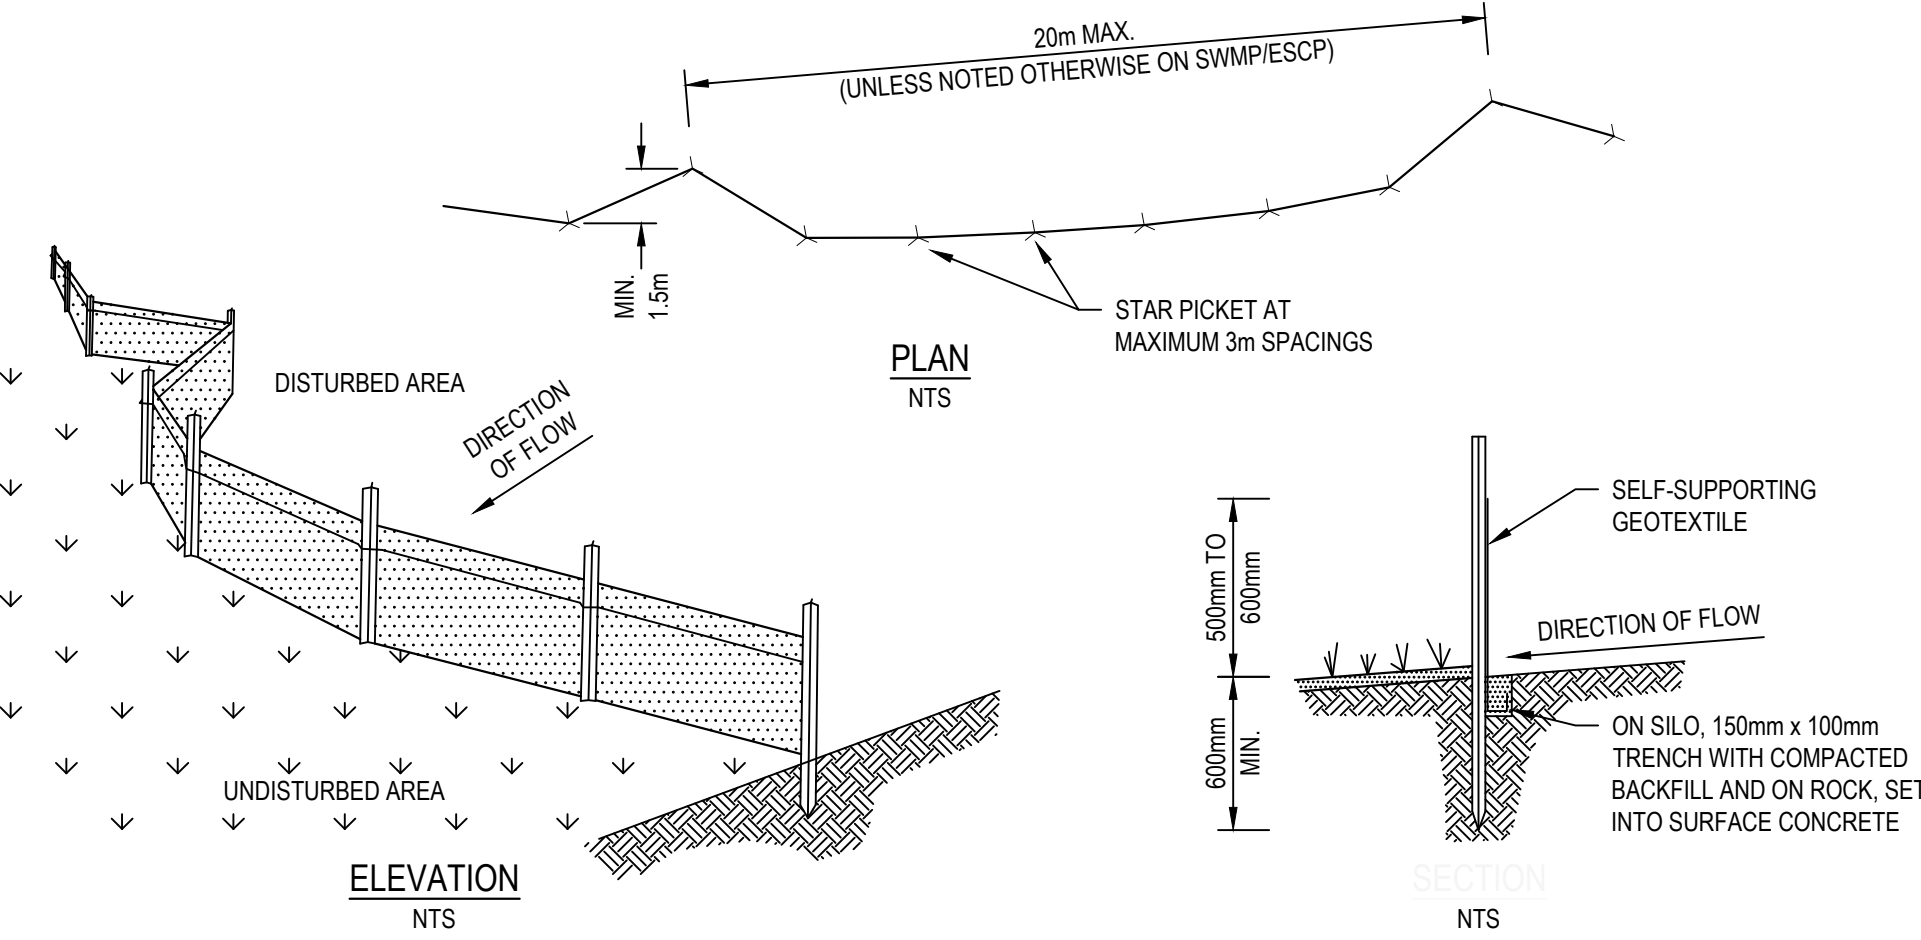 20m MAX.
(UNLESS NOTED OTHERWISE ON SWMP/ESCP)
MIN.
1.5m
STAR PICKET AT
MAXIMUM 3m SPACINGS
PLAN
NTS
DISTURBED AREA
DIRECTION
OF FLOW
UNDISTURBED AREA
ELEVATION
NTS
SELF-SUPPORTING
GEOTEXTILE
500mm TO
600mm
DIRECTION OF FLOW
600mm
MIN.
ON SILO, 150mm x 100mm
TRENCH WITH COMPACTED
BACKFILL AND ON ROCK, SET
INTO SURFACE CONCRETE
SECTION
NTS